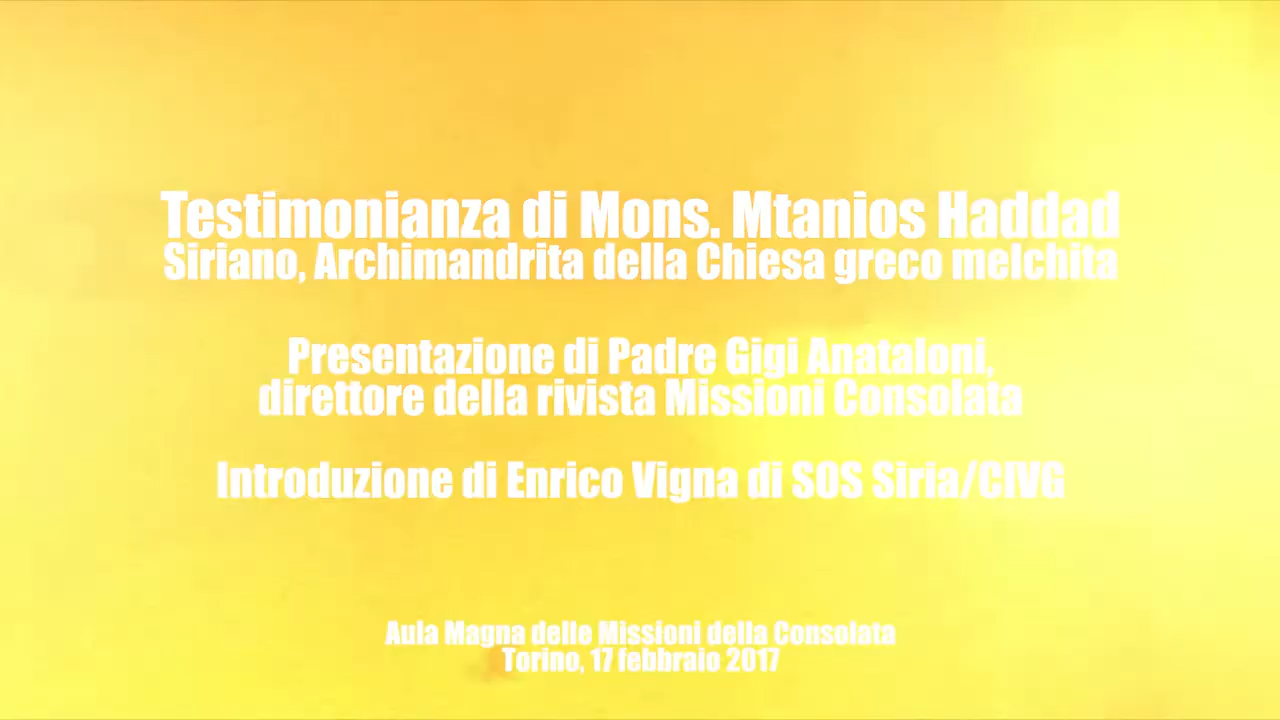 Testimonianza di Mons. Mtanios Haddad
Siriano, Archimandrita della Chiesa greco melchita
Presentazione di Padre Gigi Anataloni,
direttore della rivista Missioni Consolata
Introduzione di Enrico Vigna di SOS Siria/CIVG
Aula Magna delle Missioni della Consolata
Torino, 17 febbraio 2017